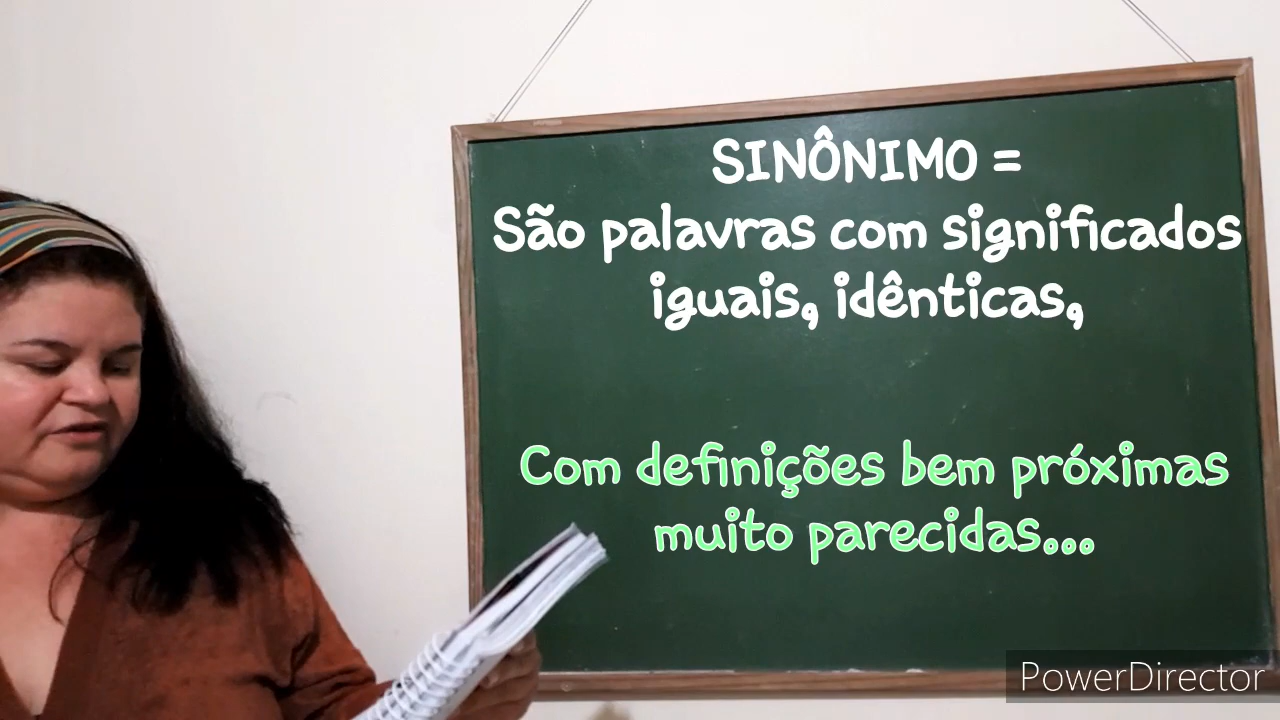 SINÔNIMO =
São palavras com significados
iguais, idênticas,
Com definições bem próximas
muito parecidas...
PowerDirector